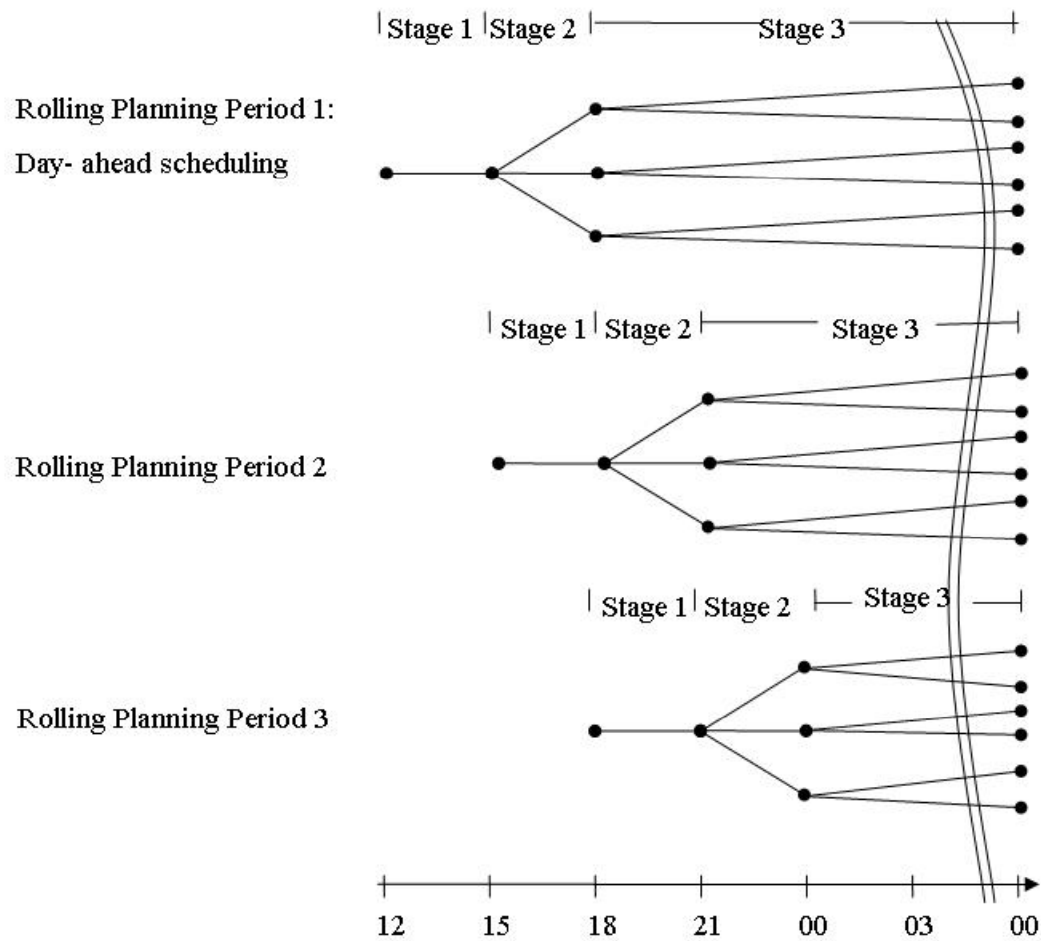 Stage 1 Stage 2 Stage 3
Rolling Planning Period 1:
Day- ahead scheduling
Stage 1 Stage 2 Stage 3
Rolling Planning Period 2
Stage 1 Stage 2 Stage 3
Rolling Planning Period 3
12 15 18 21 00 03 00